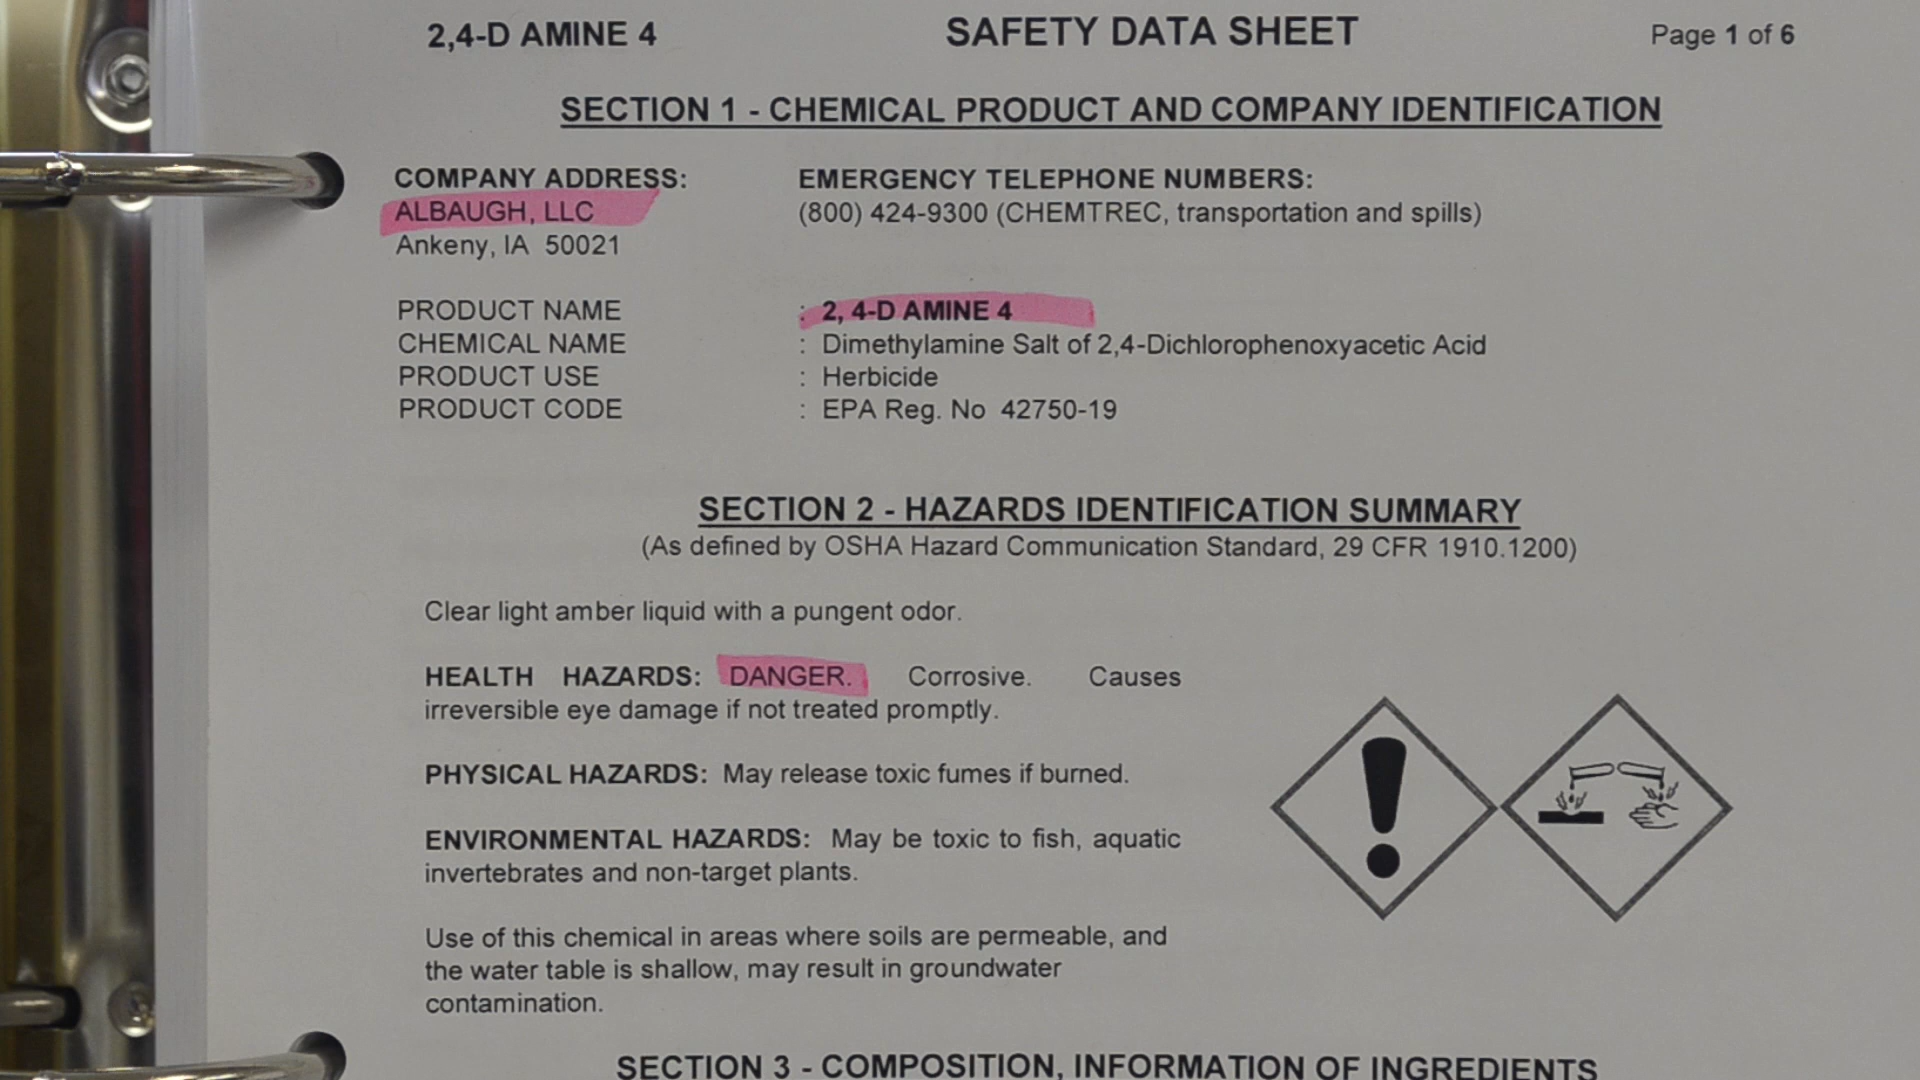 2,4-D AMINE 4 SAFETY DATA SHEET Page 1 of 6
SECTION 1 - CHEMICAL PRODUCT AND COMPANY IDENTIFICATION
COMPANY ADDRESS: EMERGENCY TELEPHONE NUMBERS:
ALBAUGH, LLC (800) 424-9300 (CHEMTREC, transportation and spills)
Ankeny, IA 50021
PRODUCT NAME : 2, 4-D AMINE 4
CHEMICAL NAME : Dimethylamine Salt of 2,4-Dichlorophenoxyacetic Acid
PRODUCT USE : Herbicide
PRODUCT CODE : EPA Reg. No 42750-19
SECTION 2 - HAZARDS IDENTIFICATION SUMMARY
(As defined by OSHA Hazard Communication Standard, 29 CFR 1910.1200)
Clear light amber liquid with a pungent odor.
HEALTH HAZARDS: DANGER. Corrosive. Causes
irreversible eye damage if not treated promptly.
PHYSICAL HAZARDS: May release toxic fumes if burned.
ENVIRONMENTAL HAZARDS: May be toxic to fish, aquatic
invertebrates and non-target plants.
Use of this chemical in areas where soils are permeable, and
the water table is shallow, may result in groundwater
contamination.
SECTION 3 - COMPOSITION, INFORMATION OF INGREDIENTS